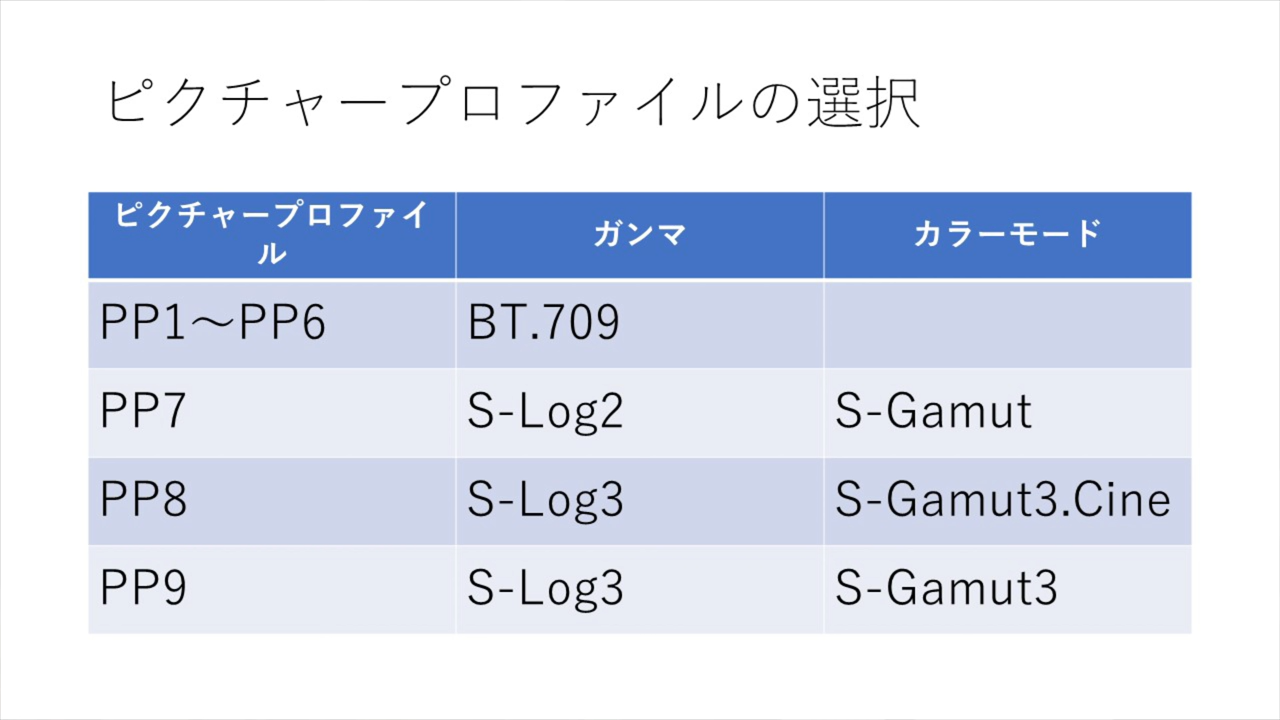 ピクチャープロファイルの選択
ピクチャープロファイ
ル
ガンマ
カラーモード
PP1～PP6
BT.709
PP7
S-Log2
S-Gamut
PP8
S-Log3
S-Gamut3.Cine
PP9
S-Log3
S-Gamut3